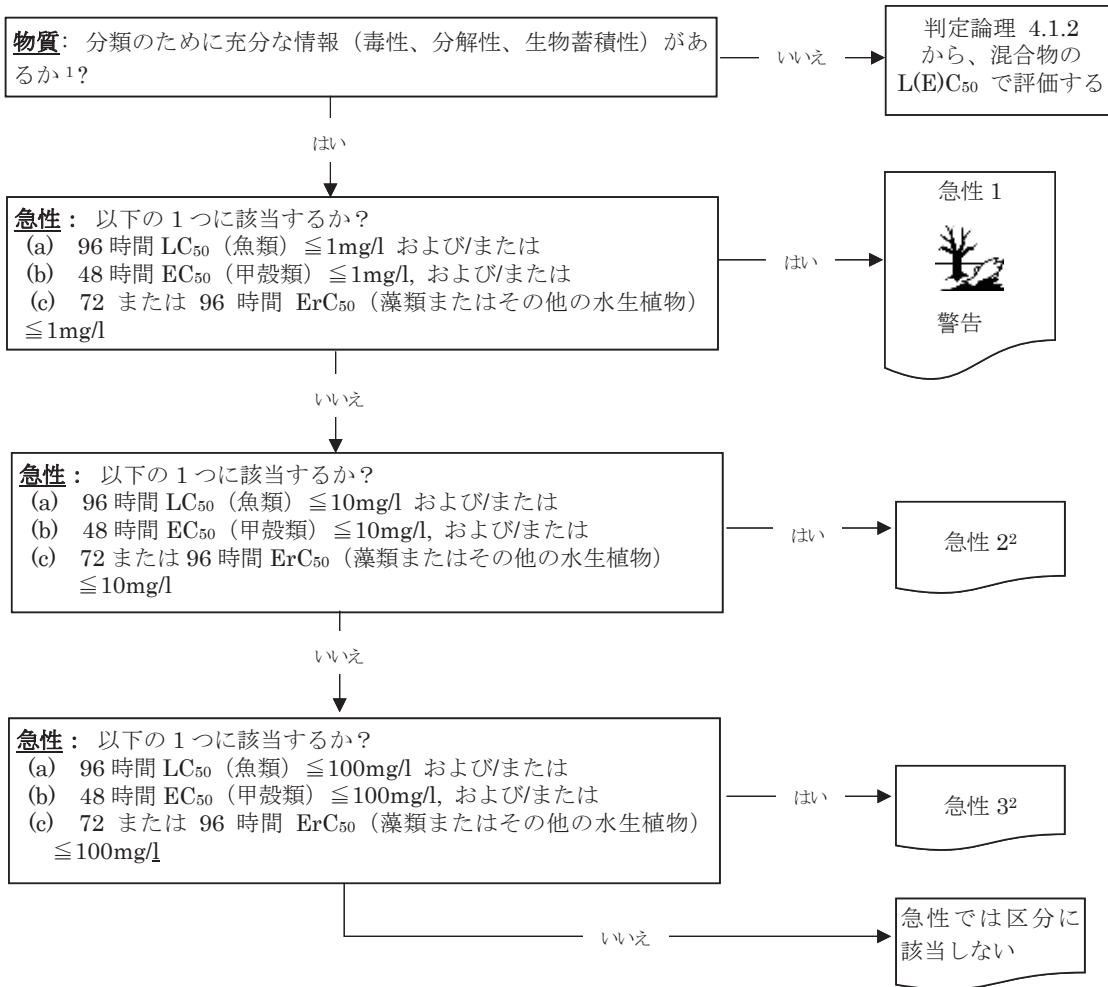 物質: 分類のために充分な情報（毒性、分解性、生物蓄積性）があ
るか ¹?
いいえ
判定論理 4.1.2
から、混合物の
L(E)C₅₀ で評価する
はい
急性： 以下の 1 つに該当するか？
(a) 96 時間 LC₅₀（魚類）≦1mg/l および/または
(b) 48 時間 EC₅₀（甲殻類）≦1mg/l, および/または
(c) 72 または 96 時間 ErC₅₀（藻類またはその他の水生植物）
≦1mg/l
はい
急性 1
警告
いいえ
急性： 以下の 1 つに該当するか？
(a) 96 時間 LC₅₀（魚類）≦10mg/l および/または
(b) 48 時間 EC₅₀（甲殻類）≦10mg/l, および/または
(c) 72 または 96 時間 ErC₅₀（藻類またはその他の水生植物）
≦10mg/l
はい
急性 2²
いいえ
急性： 以下の 1 つに該当するか？
(a) 96 時間 LC₅₀（魚類）≦100mg/l および/または
(b) 48 時間 EC₅₀（甲殻類）≦100mg/l, および/または
(c) 72 または 96 時間 ErC₅₀（藻類またはその他の水生植物）
≦100mg/l
はい
急性 3²
いいえ
急性では区分に
該当しない